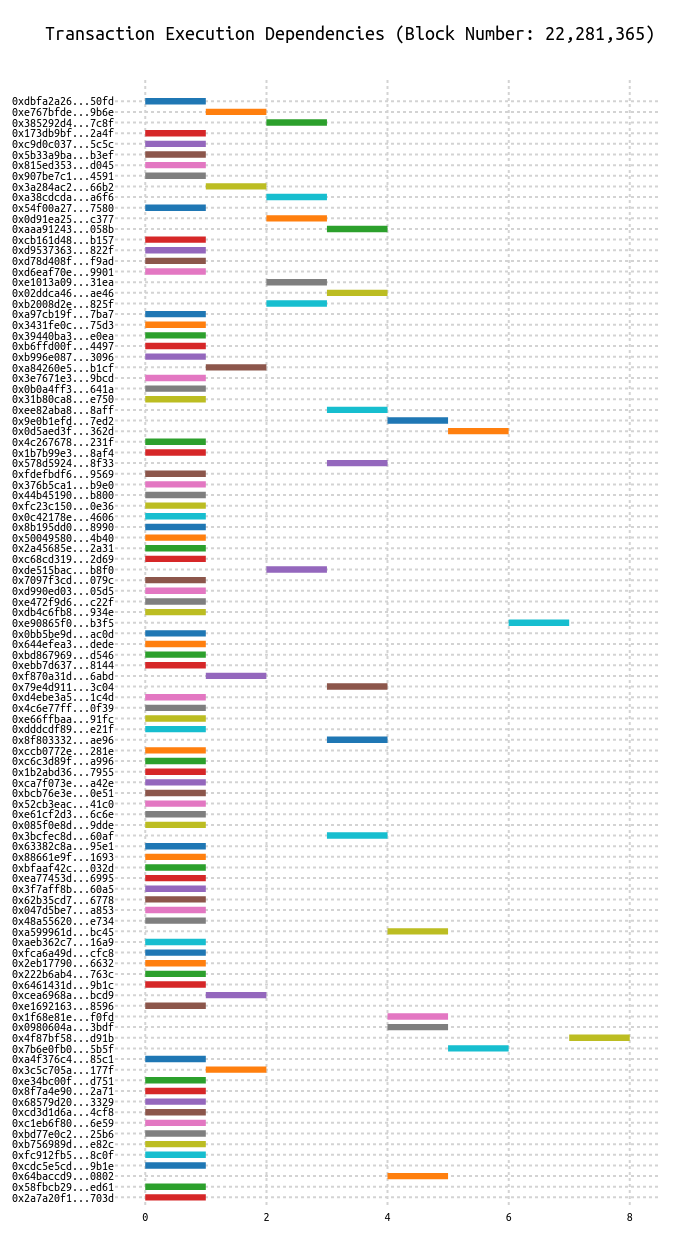 Transaction Execution Dependencies (Block Number: 22,281,365)
0xdbfa2a26...50fd
0xe767bfde...9b6e
0x385292d4...7c8f
0x173db9bf...2a4f
0xc9d0c037...5c5c
0x5b33a9ba...b3ef
0x815ed353...d045
0x907be7c1...4591
0x3a284ac2...66b2
0xa38cdcda...a6f6
0x54f00a27...7580
0x0d91ea25...c377
0xaaa91243...058b
0xcb161d48...b157
0xd9537363...822f
0xd78d408f...f9ad
0xd6eaf70e...9901
0xe1013a09...31ea
0x02ddca46...ae46
0xb2008d2e...825f
0xa97cb19f...7ba7
0x3431fe0c...75d3
0x39440ba3...e0ea
0xb6ffd00f...4497
0xb996e087...3096
0xa84260e5...b1cf
0x3e7671e3...9bcd
0x0b0a4ff3...641a
0x31b80ca8...e750
0xee82aba8...8aff
0x9e0b1efd...7ed2
0x0d5aed3f...362d
0x4c267678...231f
0x1b7b99e3...8af4
0x578d5924...8f33
0xfdefbdf6...9569
0x376b5ca1...b9e0
0x44b45190...b800
0xfc23c150...0e36
0x0c42178e...4606
0x8b195dd0...8990
0x50049580...4b40
0x2a45685e...2a31
0xc68cd319...2d69
0xde515bac...b8f0
0x7097f3cd...079c
0xd990ed03...05d5
0xe472f9d6...c22f
0xdb4c6fb8...934e
0xe90865f0...b3f5
0x0bb5be9d...ac0d
0x644efea3...dede
0xbd867969...d546
0xebb7d637...8144
0xf870a31d...6abd
0x79e4d911...3c04
0xd4ebe3a5...1c4d
0x4c6e77ff...0f39
0xe66ffbaa...91fc
0xdddcdf89...e21f
0x8f803332...ae96
0xccb0772e...281e
0xc6c3d89f...a996
0x1b2abd36...7955
0xca7f073e...a42e
0xbcb76e3e...0e51
0x52cb3eac...41c0
0xe61cf2d3...6c6e
0x085f0e8d...9dde
0x3bcfec8d...60af
0x63382c8a...95e1
0x88661e9f...1693
0xbfaaf42c...032d
0xea77453d...6995
0x3f7aff8b...60a5
0x62b35cd7...6778
0x047d5be7...a853
0x48a55620...e734
0xa599961d...bc45
0xaeb362c7...16a9
0xfca6a49d...cfc8
0x2eb17790...6632
0x222b6ab4...763c
0x6461431d...9b1c
0xcea6968a...bcd9
0xe1692163...8596
0x1f68e81e...f0fd
0x0980604a...3bdf
0x4f87bf58...d91b
0x7b6e0fb0...5b5f
0xa4f376c4...85c1
0x3c5c705a...177f
0xe34bc00f...d751
0x8f7a4e90...2a71
0x68579d20...3329
0xcd3d1d6a...4cf8
0xc1eb6f80...6e59
0xbd77e0c2...25b6
0xb756989d...e82c
0xfc912fb5...8c0f
0xcdc5e5cd...9b1e
0x64baccd9...0802
0x58fbcb29...ed61
0x2a7a20f1...703d
0 2 4 6 8